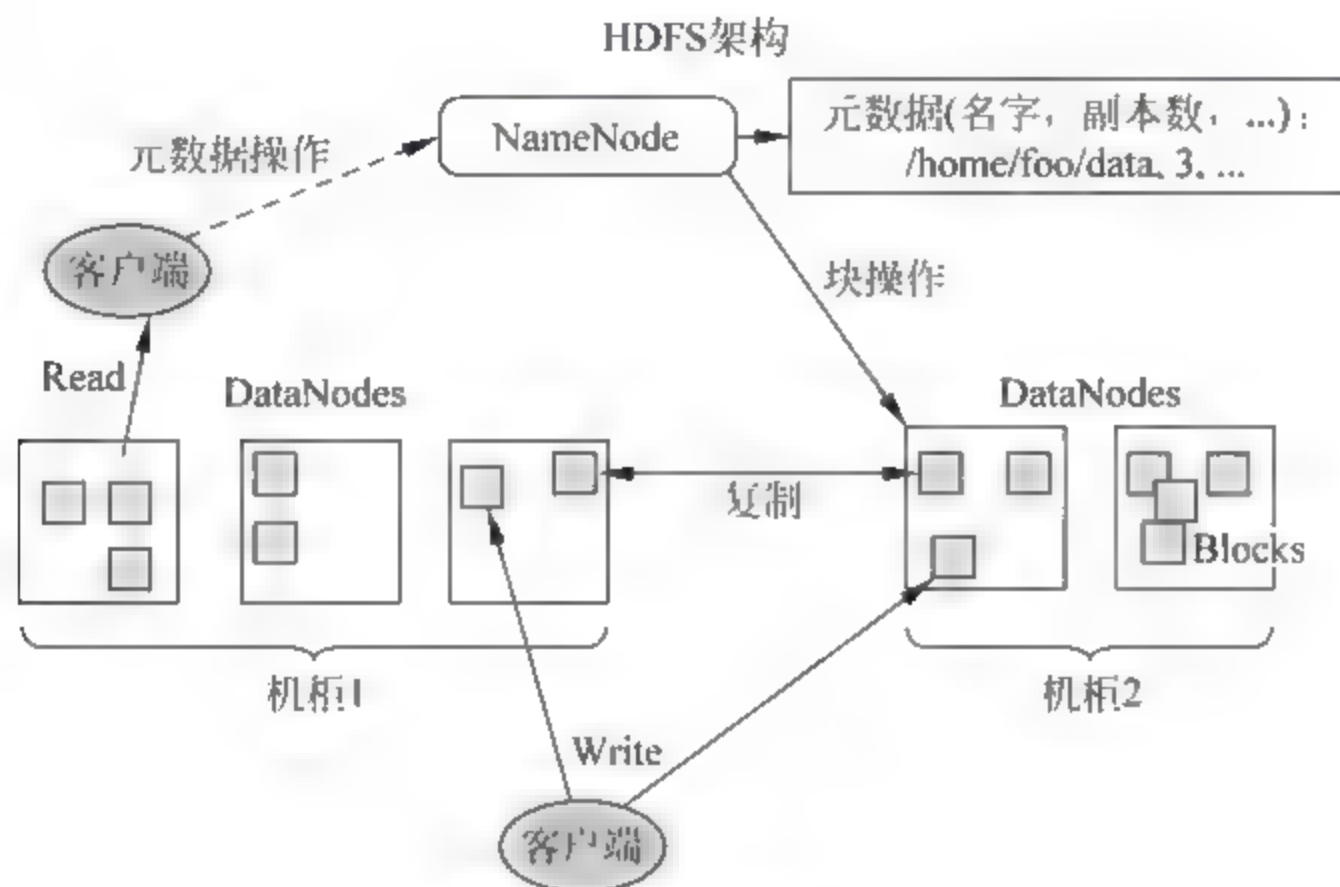 HDFS架构
NameNode
元数据(名字，副本数，...)：
/home/foo/data, 3, ...
元数据操作
客户端
块操作
Read
DataNodes
DataNodes
复制
Blocks
机柜1
机柜2
Write
客户端